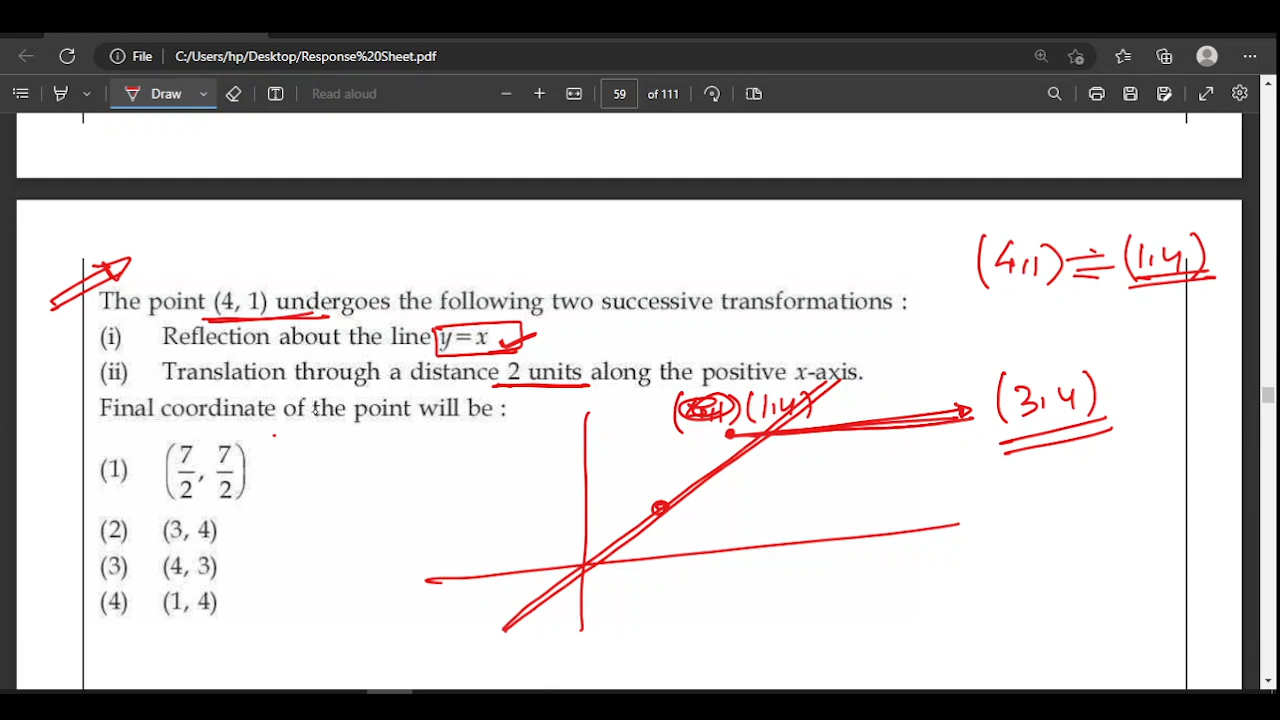 File C:/Users/hp/Desktop/Response%20Sheet.pdf
Draw Read aloud 59 of 111
(4,1) = (1,4)
The point (4, 1) undergoes the following two successive transformations :
(i) Reflection about the line y=x
(ii) Translation through a distance 2 units along the positive x-axis.
Final coordinate of the point will be :
(1,4)
(3,4)
(1) (7/2, 7/2)
(2) (3, 4)
(3) (4, 3)
(4) (1, 4)